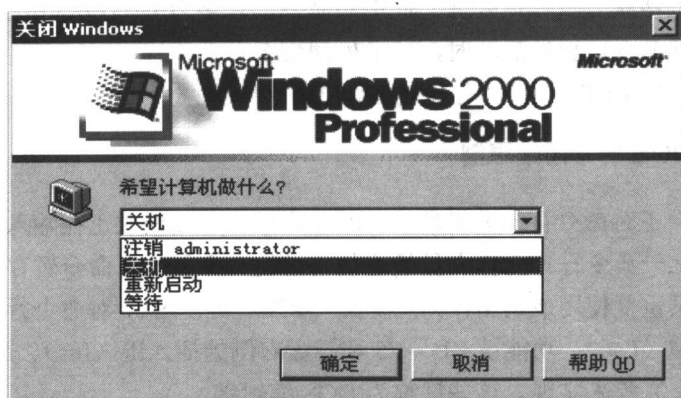 关闭 Windows
Microsoft
Microsoft
Windows 2000
Professional
希望计算机做什么?
关机
注销 administrator
关机
重新启动
等待
确定 取消 帮助(H)